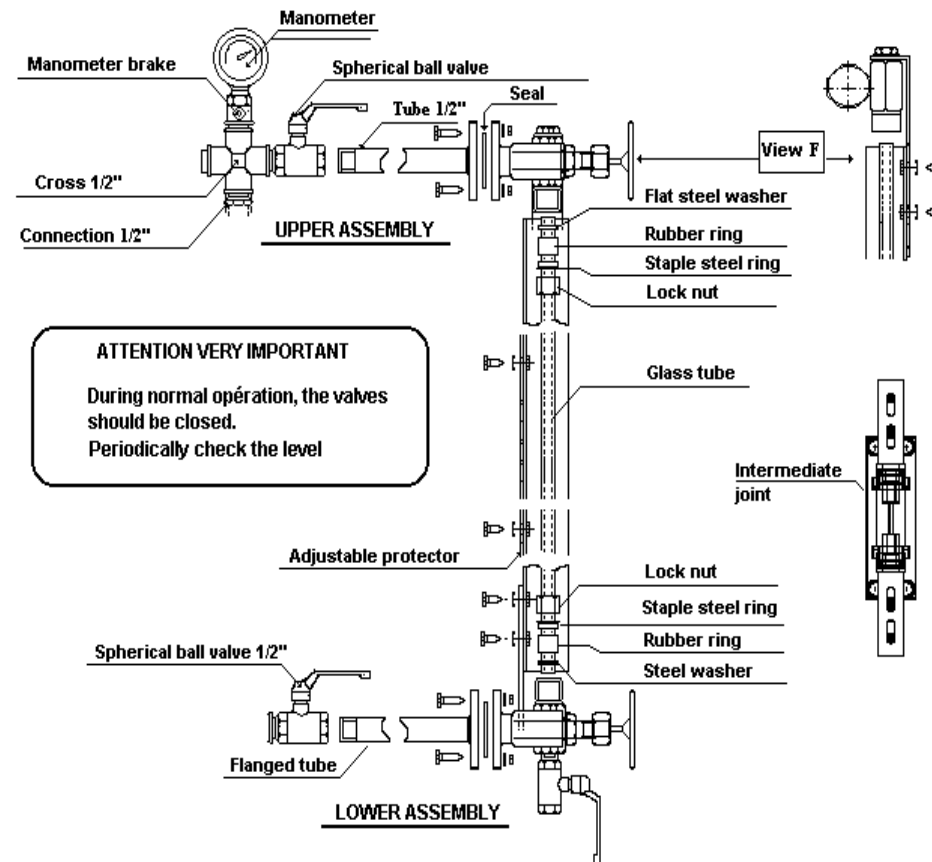 Manometer
Manometer brake
Spherical ball valve
Seal
Tube 1/2"
View F
Cross 1/2"
Connection 1/2"
UPPER ASSEMBLY
Flat steel washer
Rubber ring
Staple steel ring
Lock nut
ATTENTION VERY IMPORTANT
During normal opération, the valves
should be closed.
Periodically check the level
Glass tube
Intermediate
joint
Adjustable protector
Lock nut
Staple steel ring
Rubber ring
Steel washer
Spherical ball valve 1/2"
Flanged tube
LOWER ASSEMBLY